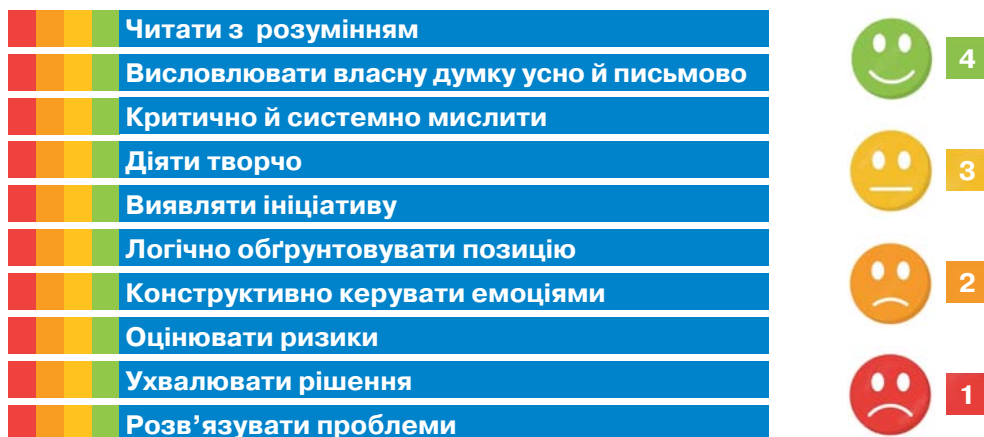 Читати з розумінням
Висловлювати власну думку усно й письмово
Критично й системно мислити
Діяти творчо
Виявляти ініціативу
Логічно обґрунтовувати позицію
Конструктивно керувати емоціями
Оцінювати ризики
Ухвалювати рішення
Розв’язувати проблеми
4
3
2
1